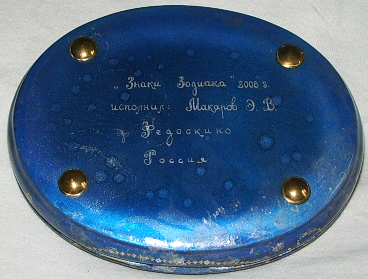 „Знаки Зодиака" 2008 г.
исполнил: Макаров Э. В.
д Федоскино
Россия